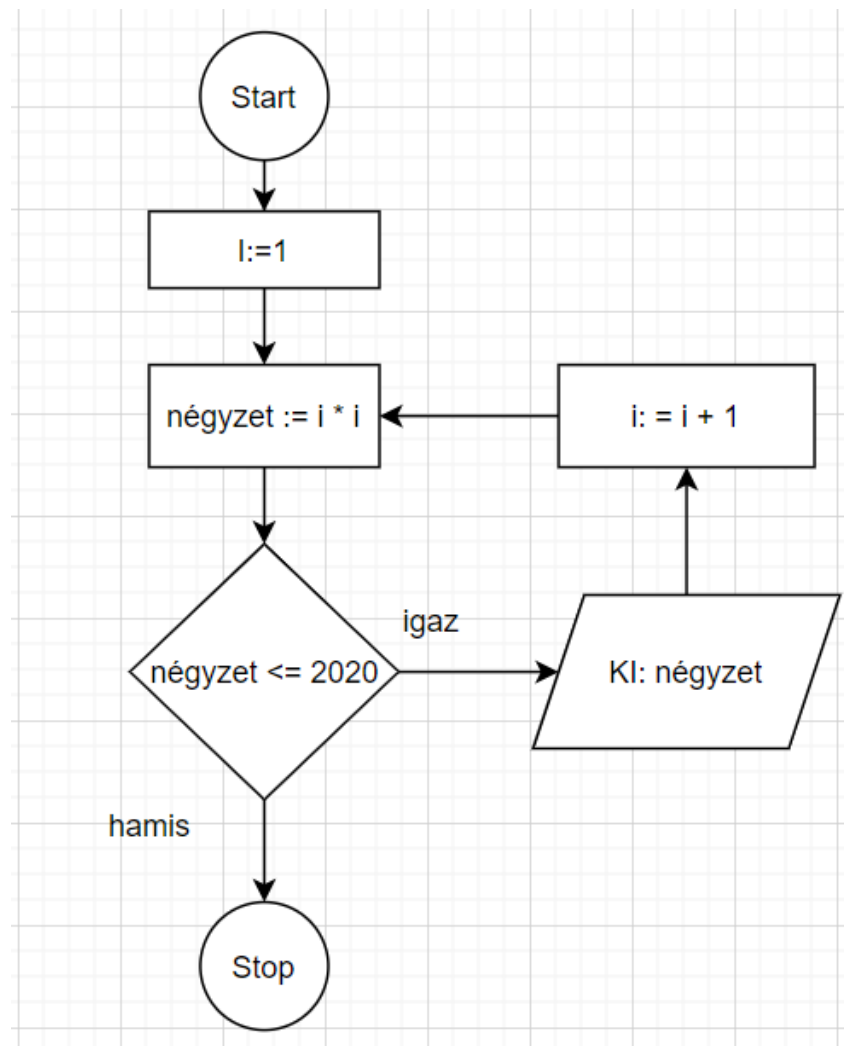 Start
I:=1
négyzet := i * i
i: = i + 1
igaz
négyzet <= 2020
KI: négyzet
hamis
Stop